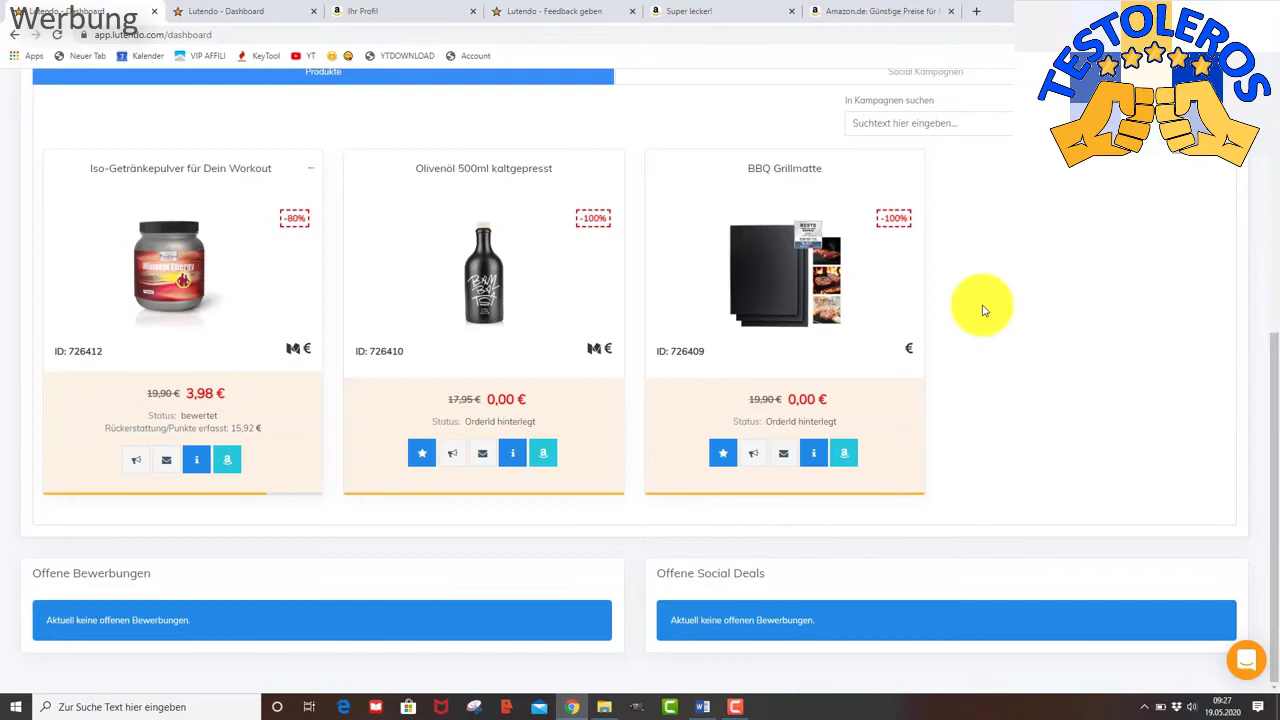 Werbung
Lutendo - Dashboard
Lutendo - Dashboard
Ihr Profil
Lutendo - Feedback geben
Super lecker!
Amazon.de: Günstige Preise für
app.lutendo.com/dashboard
Apps
Neuer Tab
Kalender
VIP AFFILI
KeyTool
YT
YTDOWNLOAD
Account
TESTOLEROS
Produkte
Social Kampagnen
In Kampagnen suchen
Suchtext hier eingeben...
Iso-Getränkepulver für Dein Workout
...
Olivenöl 500ml kaltgepresst
BBQ Grillmatte
-80%
-100%
-100%
Mineral Energy
ID: 726412
€
ID: 726410
€
ID: 726409
€
19,90 € 3,98 €
Status: bewertet
Rückerstattung/Punkte erfasst: 15,92 €
17,95 € 0,00 €
Status: OrderId hinterlegt
19,90 € 0,00 €
Status: OrderId hinterlegt
Offene Bewerbungen
Offene Social Deals
Aktuell keine offenen Bewerbungen.
Aktuell keine offenen Bewerbungen.
Zur Suche Text hier eingeben
09:27
19.05.2020